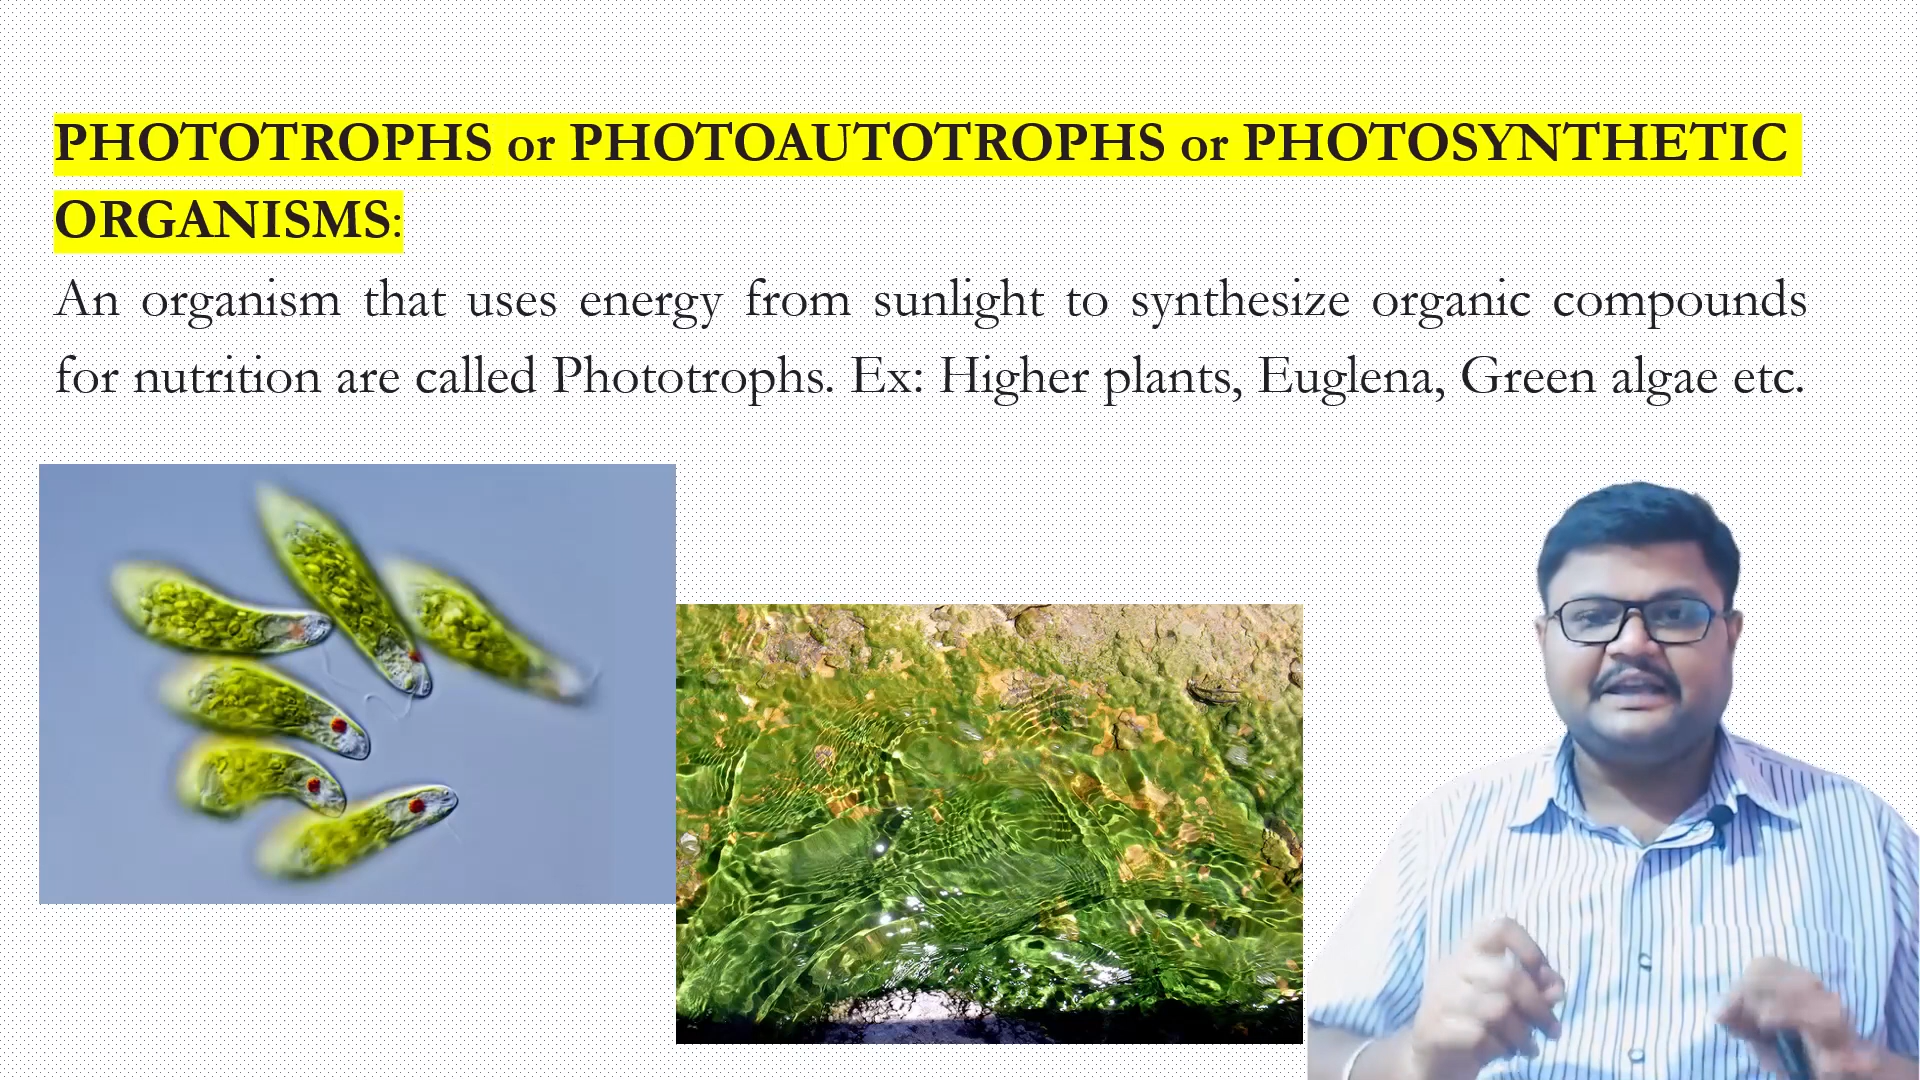 PHOTOTROPHS or PHOTOAUTOTROPHS or PHOTOSYNTHETIC
ORGANISMS:
An organism that uses energy from sunlight to synthesize organic compounds
for nutrition are called Phototrophs. Ex: Higher plants, Euglena, Green algae etc.